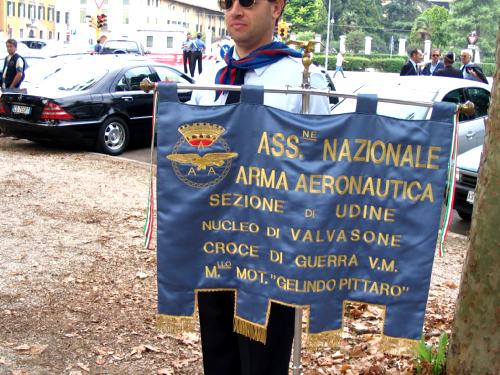 ASS.NE NAZIONALE
ARMA AERONAUTICA
SEZIONE DI UDINE
NUCLEO DI VALVASONE
CROCE DI GUERRA V.M.
M.LLO MOT. "GELINDO PITTARO"
A A